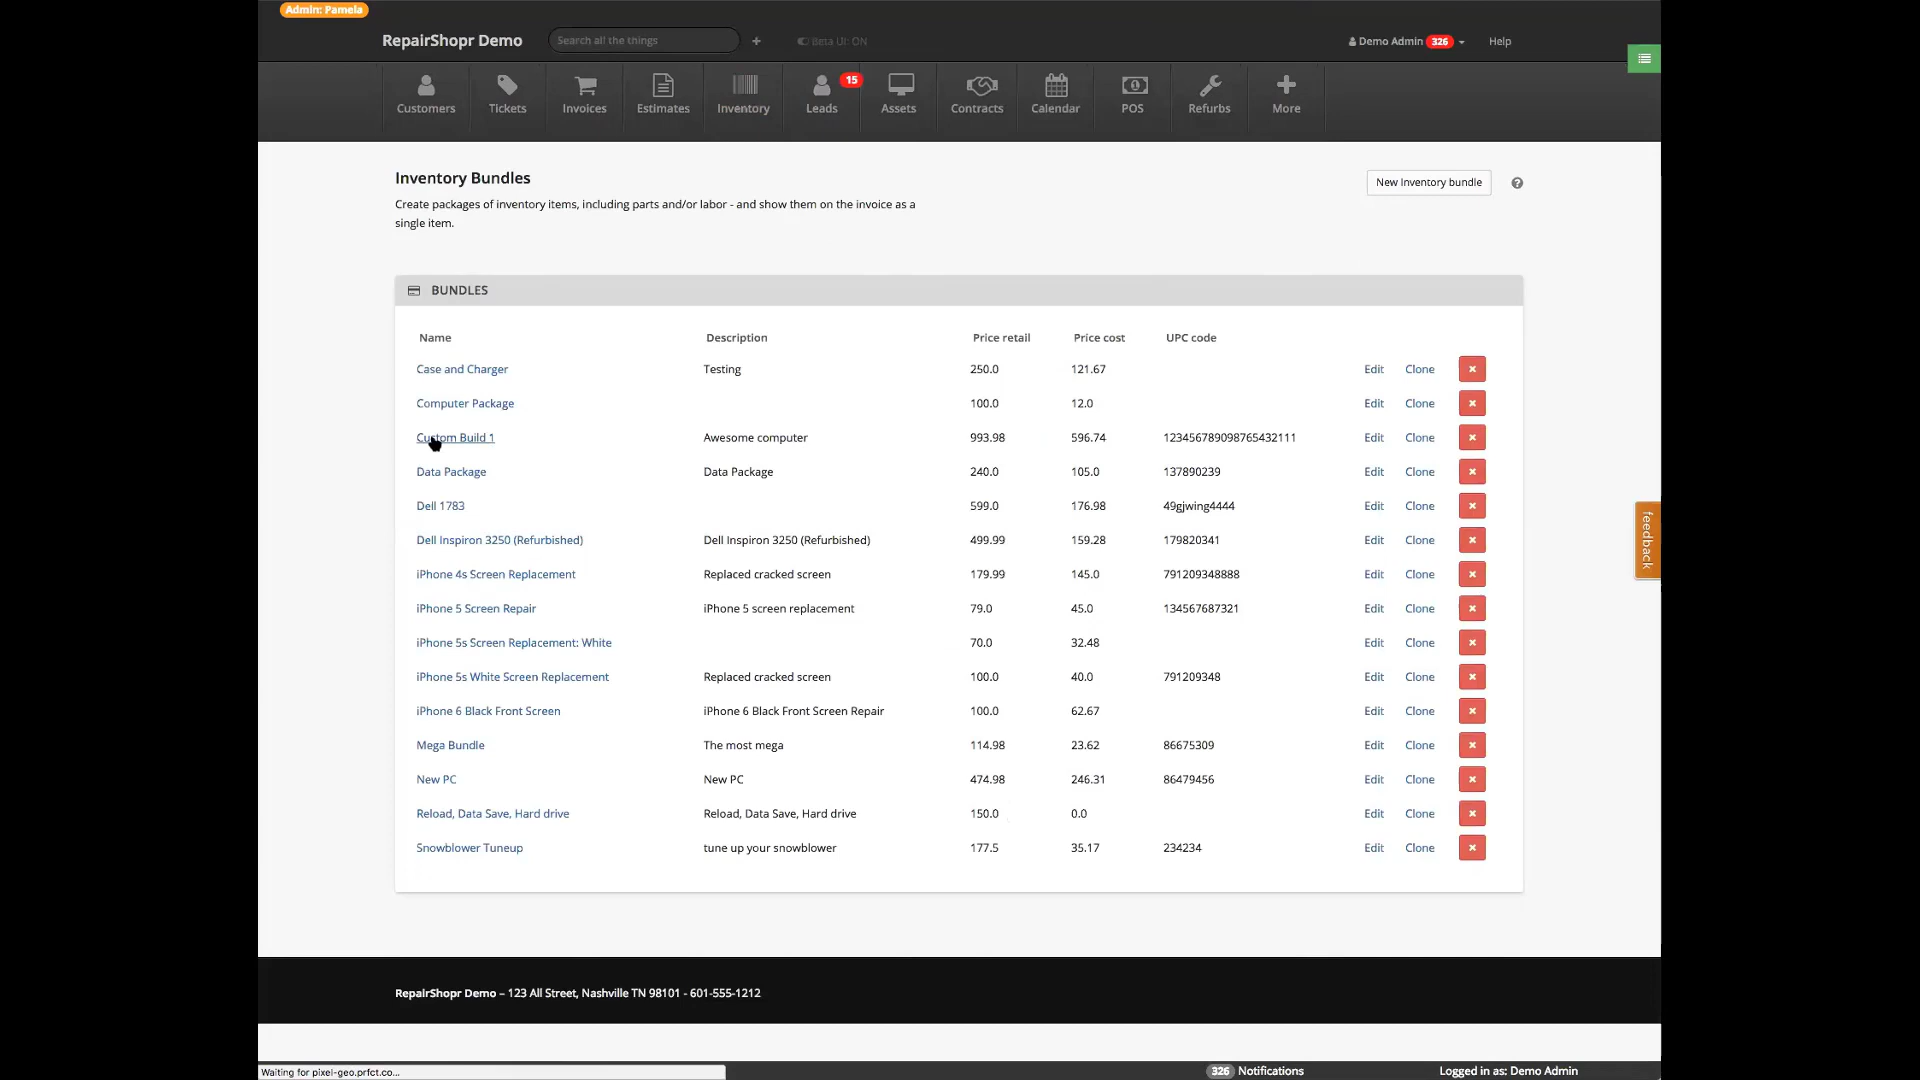 Admin: Pamela
RepairShopr Demo
Search all the things
Beta UI: ON
Demo Admin 326
Help
Customers
Tickets
Invoices
Estimates
Inventory
Leads
15
Assets
Contracts
Calendar
POS
Refurbs
More
Inventory Bundles
New Inventory bundle
Create packages of inventory items, including parts and/or labor - and show them on the invoice as a
single item.
BUNDLES
Name Description Price retail Price cost UPC code
Case and Charger Testing 250.0 121.67 Edit Clone
Computer Package 100.0 12.0 Edit Clone
Custom Build 1 Awesome computer 993.98 596.74 123456789098765432111 Edit Clone
Data Package Data Package 240.0 105.0 137890239 Edit Clone
Dell 1783 599.0 176.98 49gjwing4444 Edit Clone
Dell Inspiron 3250 (Refurbished) Dell Inspiron 3250 (Refurbished) 499.99 159.28 179820341 Edit Clone
iPhone 4s Screen Replacement Replaced cracked screen 179.99 145.0 791209348888 Edit Clone
iPhone 5 Screen Repair iPhone 5 screen replacement 79.0 45.0 134567687321 Edit Clone
iPhone 5s Screen Replacement: White 70.0 32.48 Edit Clone
iPhone 5s White Screen Replacement Replaced cracked screen 100.0 40.0 791209348 Edit Clone
iPhone 6 Black Front Screen iPhone 6 Black Front Screen Repair 100.0 62.67 Edit Clone
Mega Bundle The most mega 114.98 23.62 86675309 Edit Clone
New PC New PC 474.98 246.31 86479456 Edit Clone
Reload, Data Save, Hard drive Reload, Data Save, Hard drive 150.0 0.0 Edit Clone
Snowblower Tuneup tune up your snowblower 177.5 35.17 234234 Edit Clone
feedback
RepairShopr Demo – 123 All Street, Nashville TN 98101 - 601-555-1212
Waiting for pixel-geo.prfct.co...
326 Notifications
Logged in as: Demo Admin